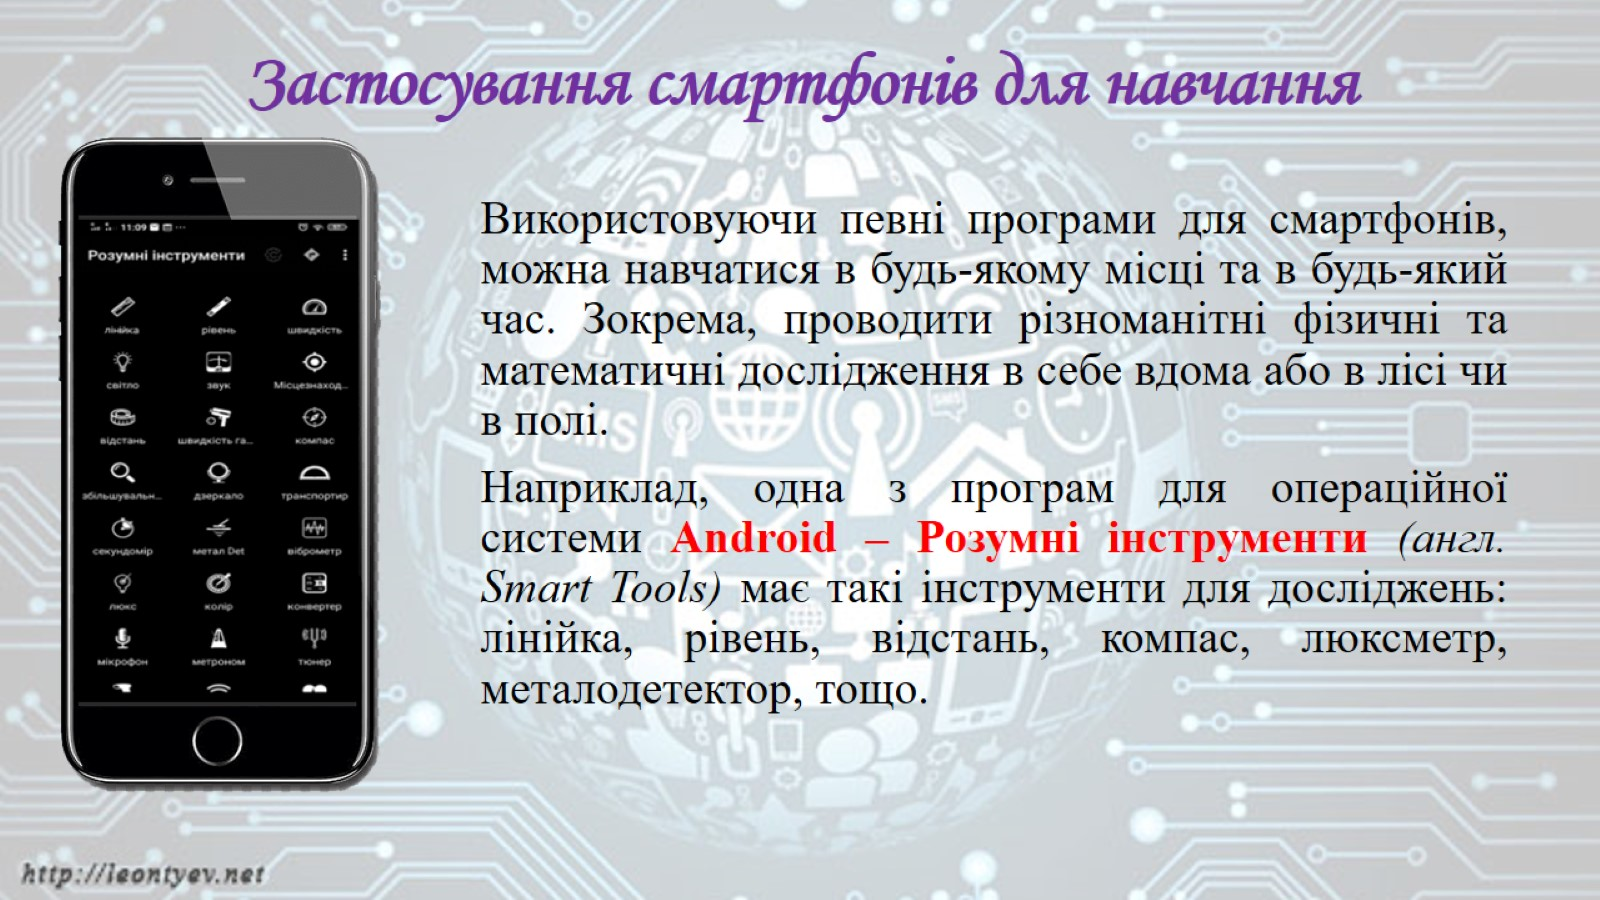 Застосування смартфонів для навчання
11:09
Розумні інструменти
лінійка рівень швидкість
світло звук Місцезнаход...
відстань швидкість га... компас
збільшувальн... дзеркало транспортир
секундомір метал Det віброметр
люкс колір конвертер
мікрофон метроном тюнер
Використовуючи певні програми для смартфонів,
можна навчатися в будь-якому місці та в будь-який
час. Зокрема, проводити різноманітні фізичні та
математичні дослідження в себе вдома або в лісі чи
в полі.
Наприклад, одна з програм для операційної
системи Android – Розумні інструменти (англ.
Smart Tools) має такі інструменти для досліджень:
лінійка, рівень, відстань, компас, люксметр,
металодетектор, тощо.
SMS
SMS
http://leontyev.net